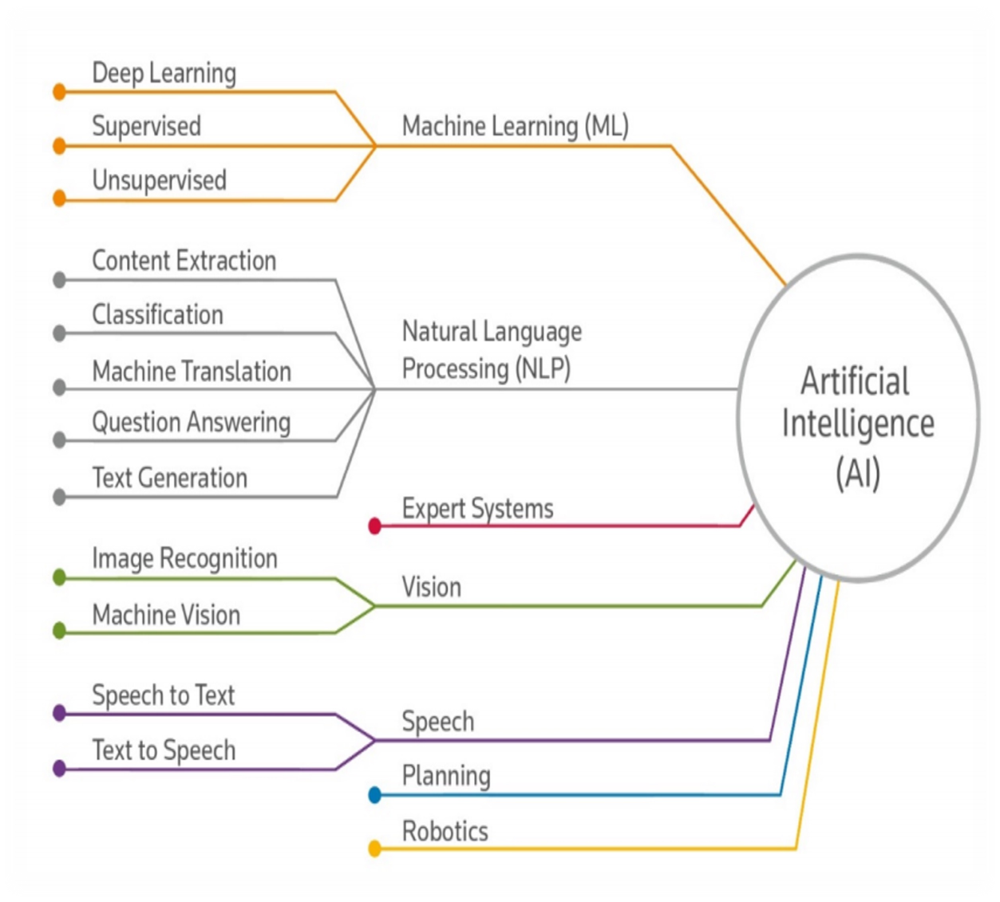 Deep Learning
Supervised
Unsupervised
Machine Learning (ML)
Content Extraction
Classification
Machine Translation
Question Answering
Text Generation
Natural Language
Processing (NLP)
Expert Systems
Image Recognition
Machine Vision
Vision
Speech to Text
Text to Speech
Speech
Planning
Robotics
Artificial
Intelligence
(AI)